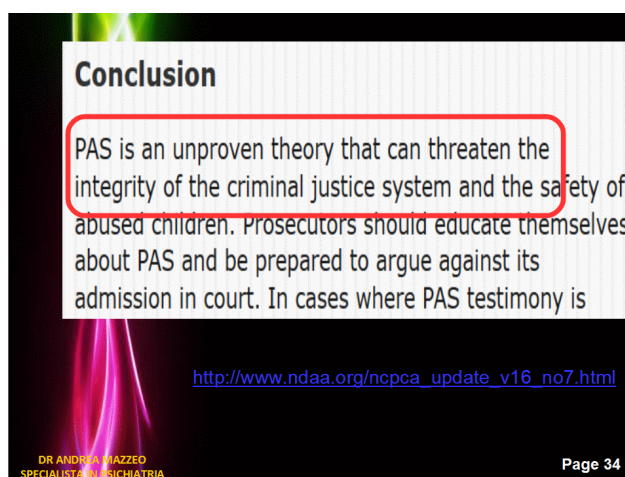 Conclusion
PAS is an unproven theory that can threaten the
integrity of the criminal justice system and the safety of
abused children. Prosecutors should educate themselves
about PAS and be prepared to argue against its
admission in court. In cases where PAS testimony is
http://www.ndaa.org/ncpca_update_v16_no7.html
DR ANDREA MAZZEO
SPECIALISTA IN PSICHIATRIA
Page 34